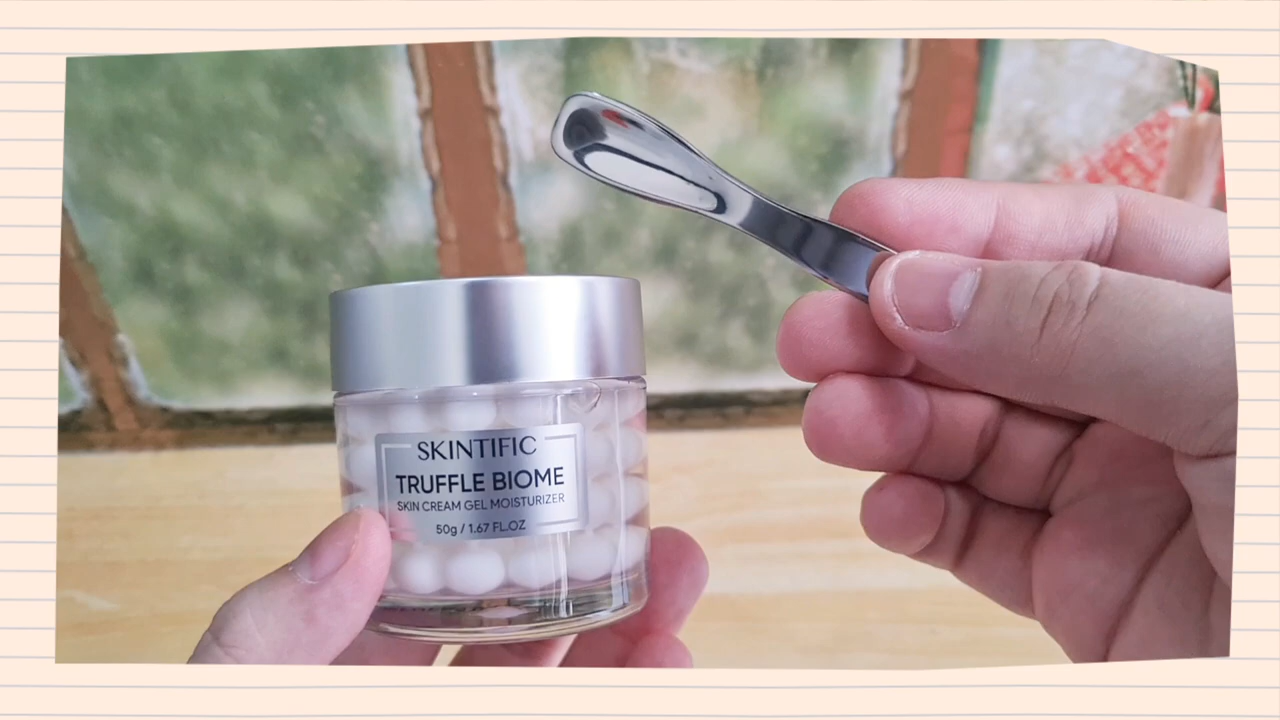 SKINTIFIC
TRUFFLE BIOME
SKIN CREAM GEL MOISTURIZER
50g / 1.67 FL.OZ